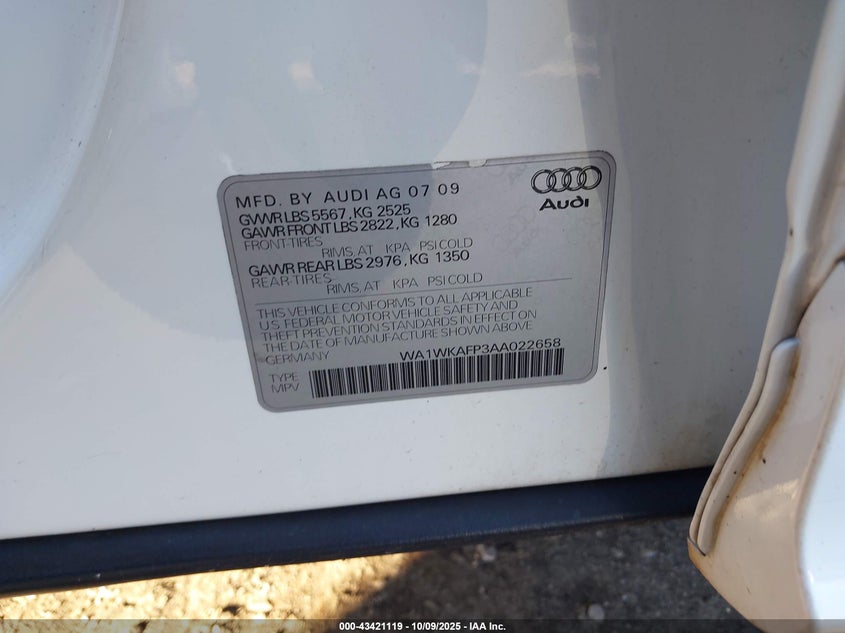 MFD. BY AUDI AG 07 09
GVWR LBS 5567, KG 2525
GAWR FRONT LBS 2822, KG 1280
FRONT-TIRES
RIMS, AT KPA PSI COLD
GAWR REAR LBS 2976, KG 1350
REAR-TIRES
RIMS, AT KPA PSI COLD
THIS VEHICLE CONFORMS TO ALL APPLICABLE
U.S. FEDERAL MOTOR VEHICLE SAFETY AND
THEFT PREVENTION STANDARDS IN EFFECT ON
THE DATE OF MANUFACTURE SHOWN ABOVE
GERMANY
WA1WKAFP3AA022658
TYPE
MPV
Audi
000-43421119 - 10/09/2025 - IAA Inc.